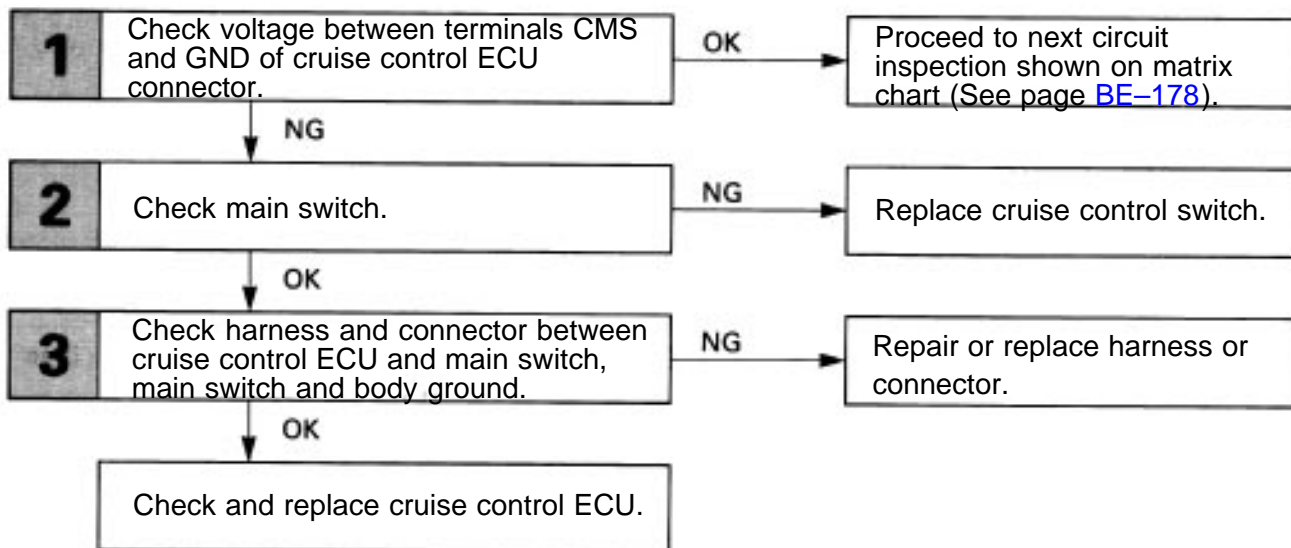 1
Check voltage between terminals CMS
and GND of cruise control ECU
connector.
OK
Proceed to next circuit
inspection shown on matrix
chart (See page BE–178).
NG
2
Check main switch.
NG
Replace cruise control switch.
OK
3
Check harness and connector between
cruise control ECU and main switch,
main switch and body ground.
NG
Repair or replace harness or
connector.
OK
Check and replace cruise control ECU.